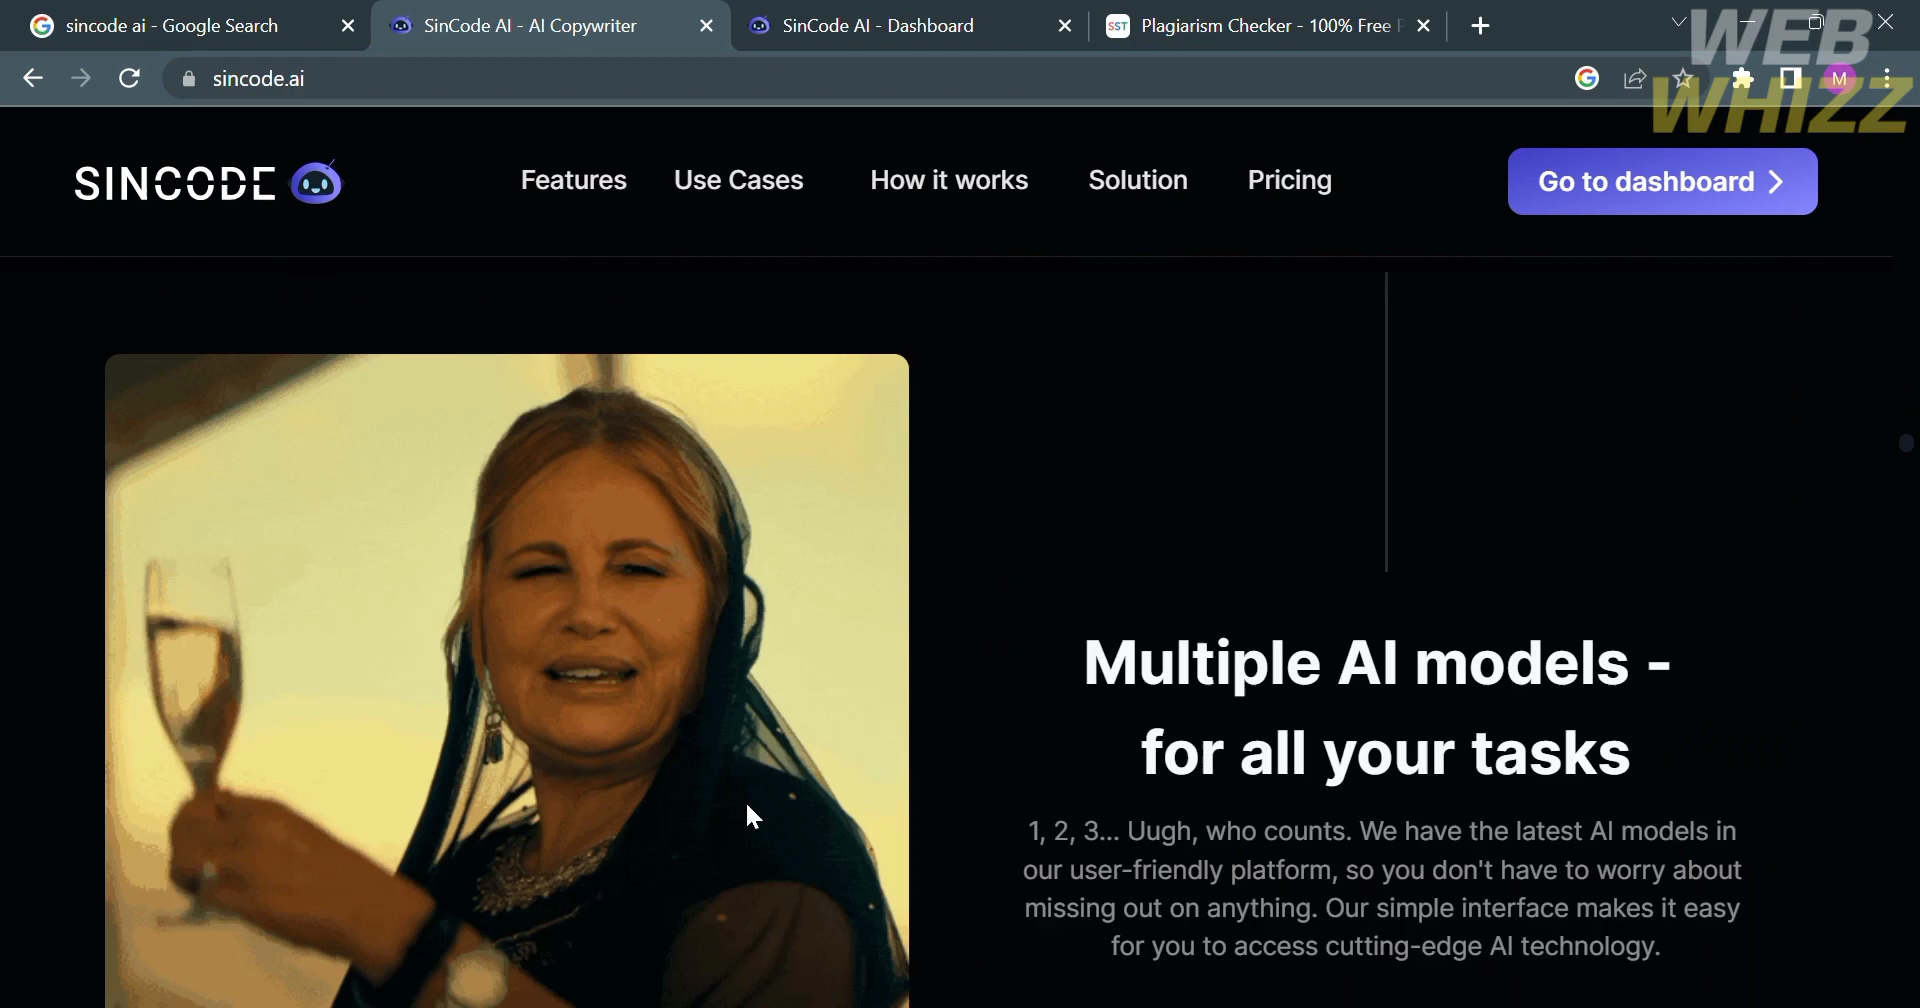 sincode ai - Google Search
SinCode AI - AI Copywriter
SinCode AI - Dashboard
SST
Plagiarism Checker - 100% Free
WEB
WHIZZ
sincode.ai
M
SINCODE
Features
Use Cases
How it works
Solution
Pricing
Go to dashboard
Multiple AI models -
for all your tasks
1, 2, 3... Uugh, who counts. We have the latest AI models in
our user-friendly platform, so you don't have to worry about
missing out on anything. Our simple interface makes it easy
for you to access cutting-edge AI technology.